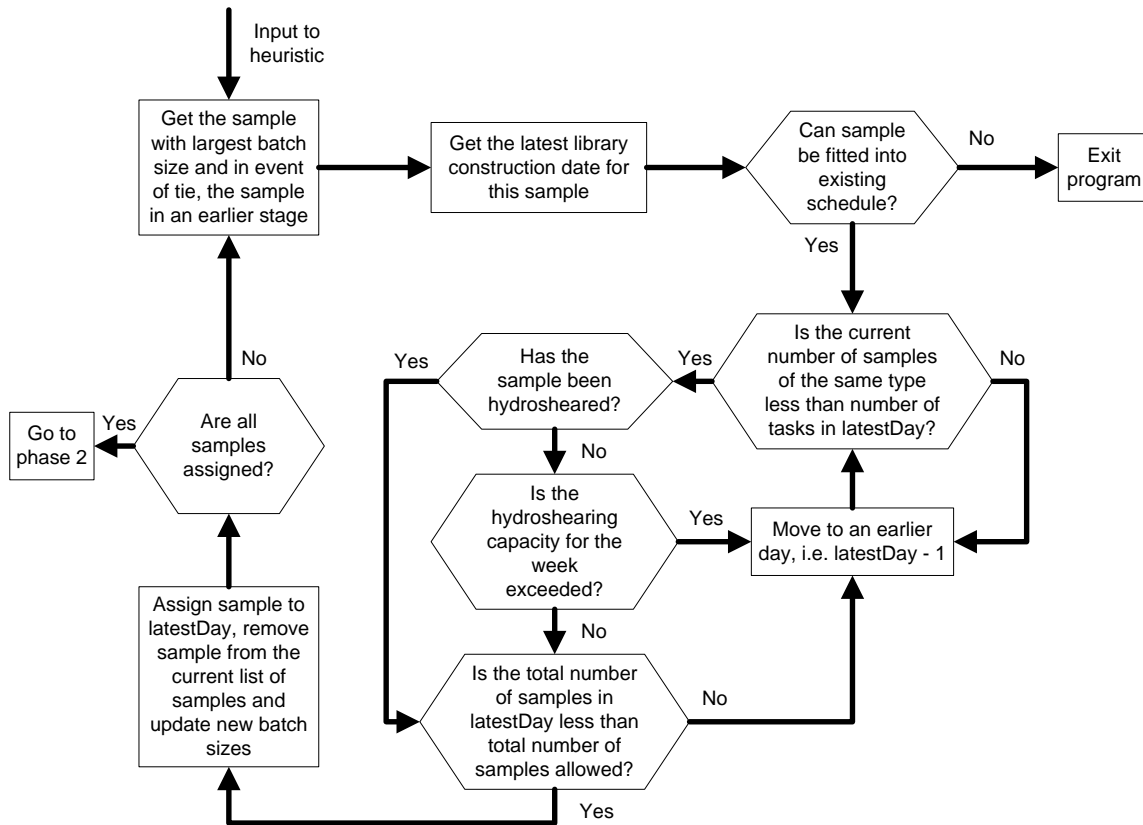 Input to
heuristic
Get the sample
with largest batch
size and in event
of tie, the sample
in an earlier stage
Get the latest library
construction date for
this sample
Can sample
be fitted into
existing
schedule?
No
Exit
program
Yes
Is the current
number of samples
of the same type
less than number of
tasks in latestDay?
No
Yes
Has the
sample been
hydrosheared?
Yes
No
Is the
hydroshearing
capacity for the
week
exceeded?
Yes
Move to an earlier
day, i.e. latestDay - 1
No
Is the total number
of samples in
latestDay less than
total number of
samples allowed?
No
Yes
Assign sample to
latestDay, remove
sample from the
current list of
samples and
update new batch
sizes
Are all
samples
assigned?
No
Yes
Go to
phase 2